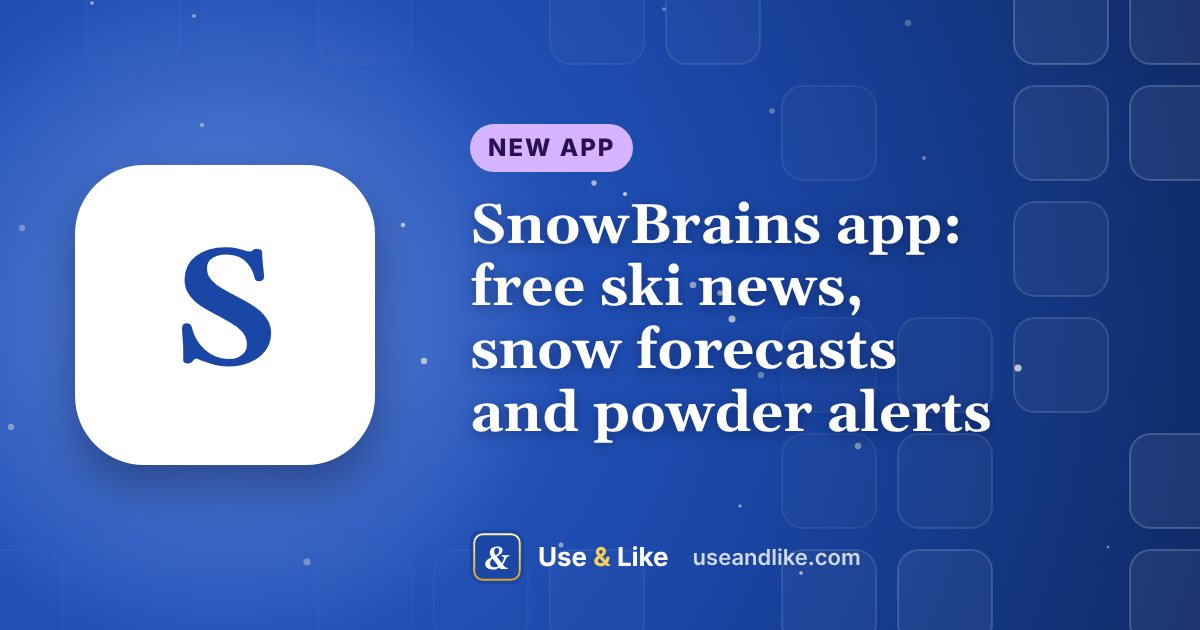 S
NEW APP
SnowBrains app:
free ski news,
snow forecasts
and powder alerts
& Use & Like useandlike.com